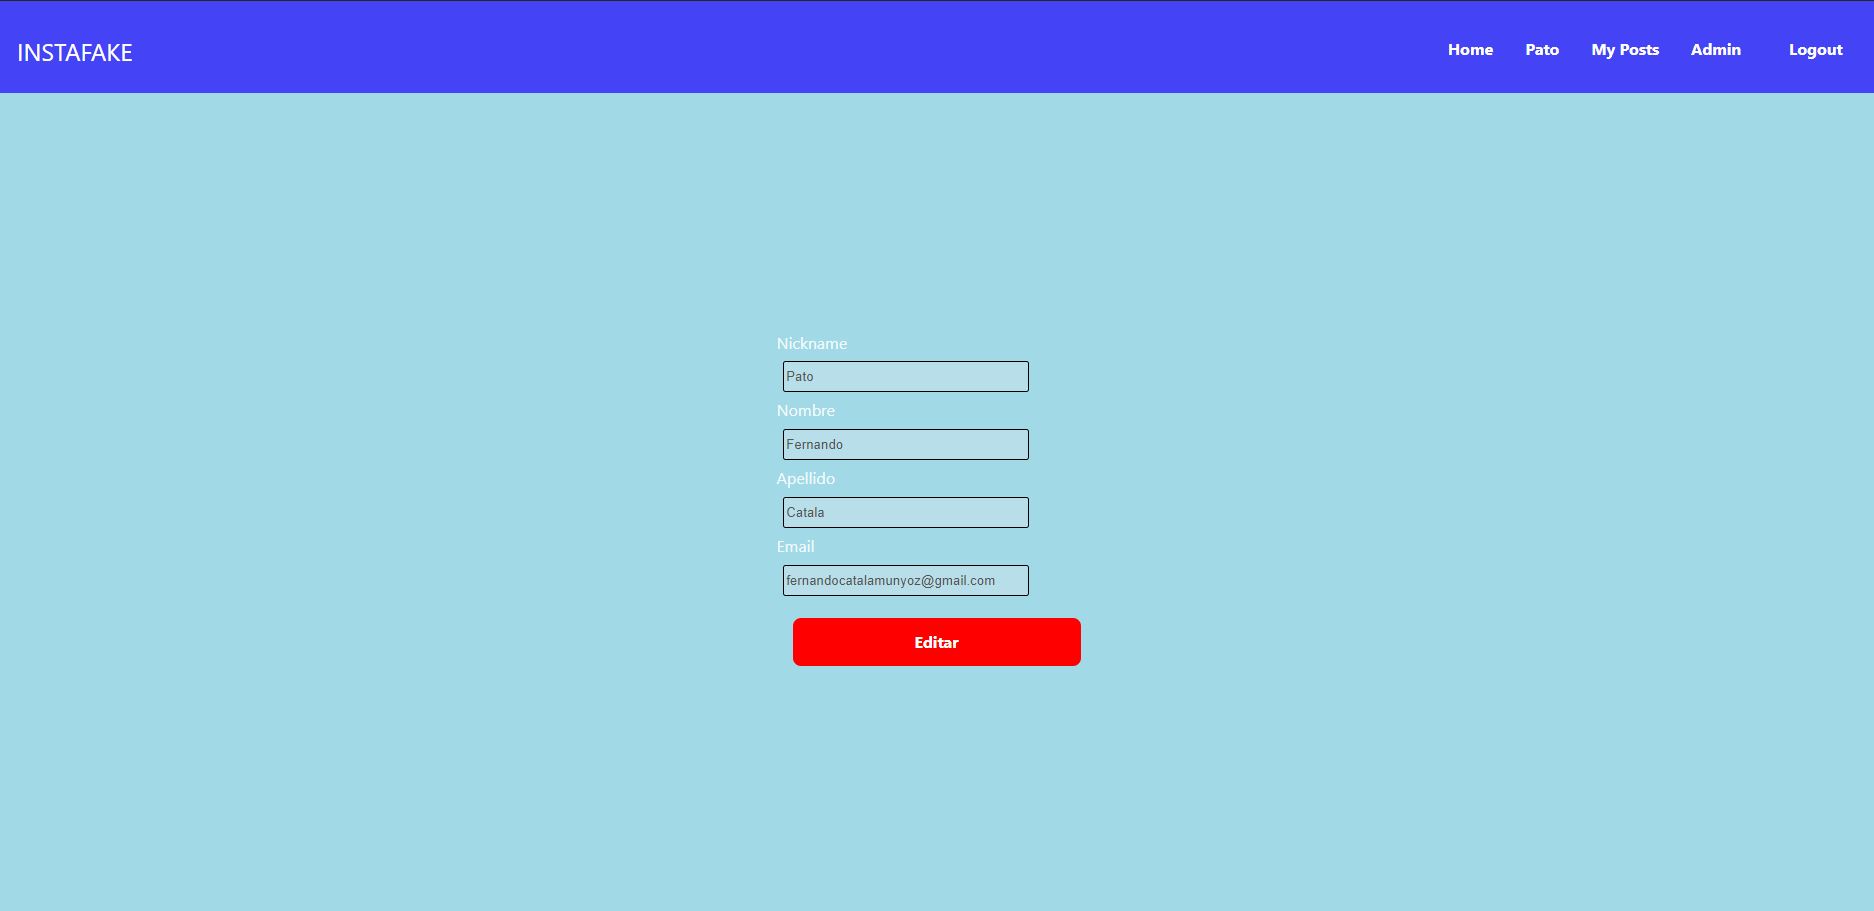 INSTAFAKE
Home Pato My Posts Admin Logout
Nickname
Pato
Nombre
Fernando
Apellido
Catala
Email
fernandocatalamunyoz@gmail.com
Editar